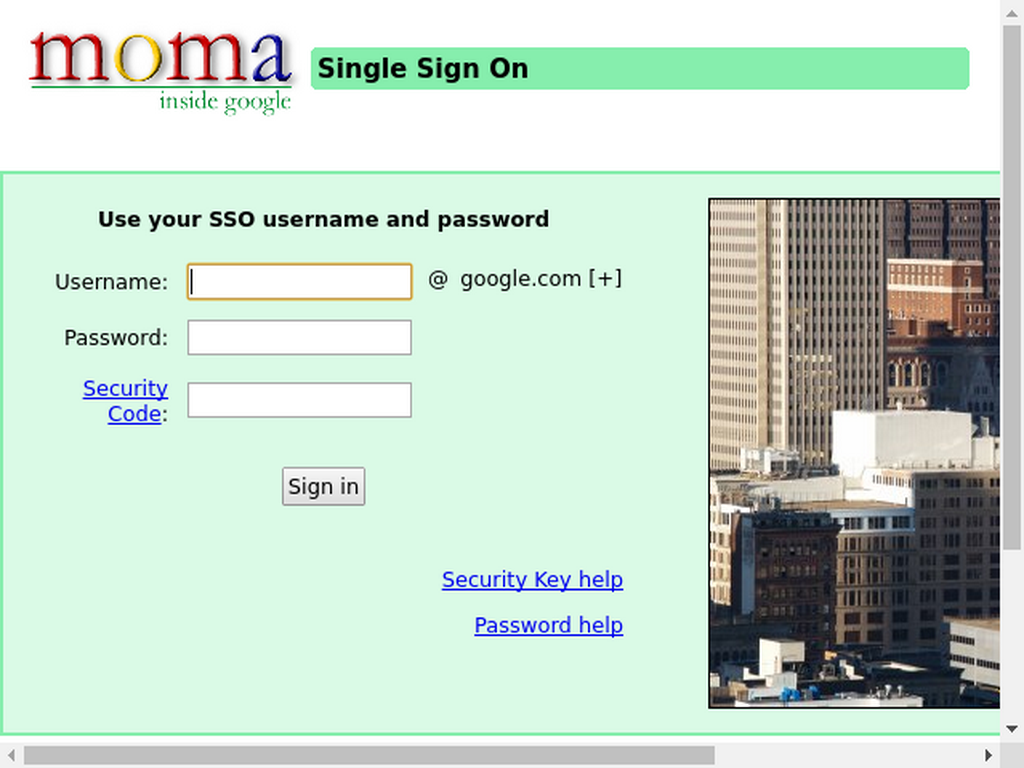 moma
inside google
Single Sign On
Use your SSO username and password
Username:
@ google.com [+]
Password:
Security
Code:
Sign in
Security Key help
Password help